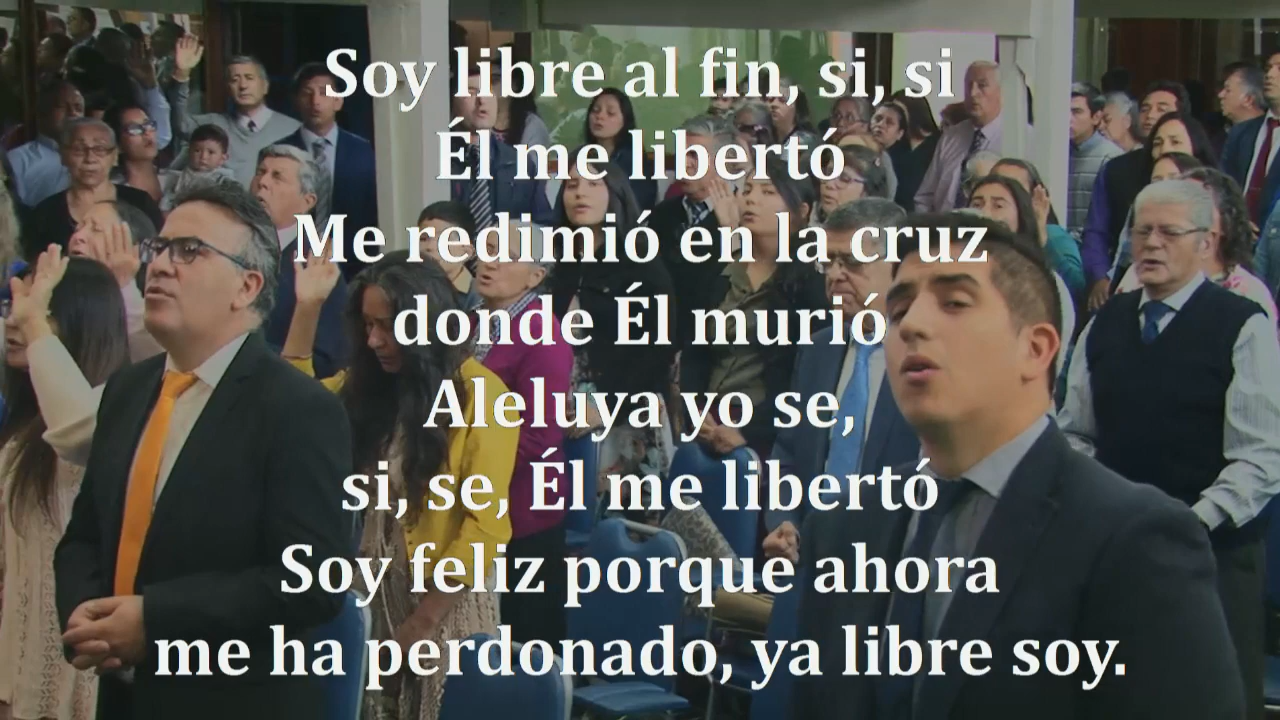 Soy libre al fin, si, si
Él me libertó
Me redimió en la cruz
donde Él murió
Aleluya yo se,
si, se, Él me libertó
Soy feliz porque ahora
me ha perdonado, ya libre soy.